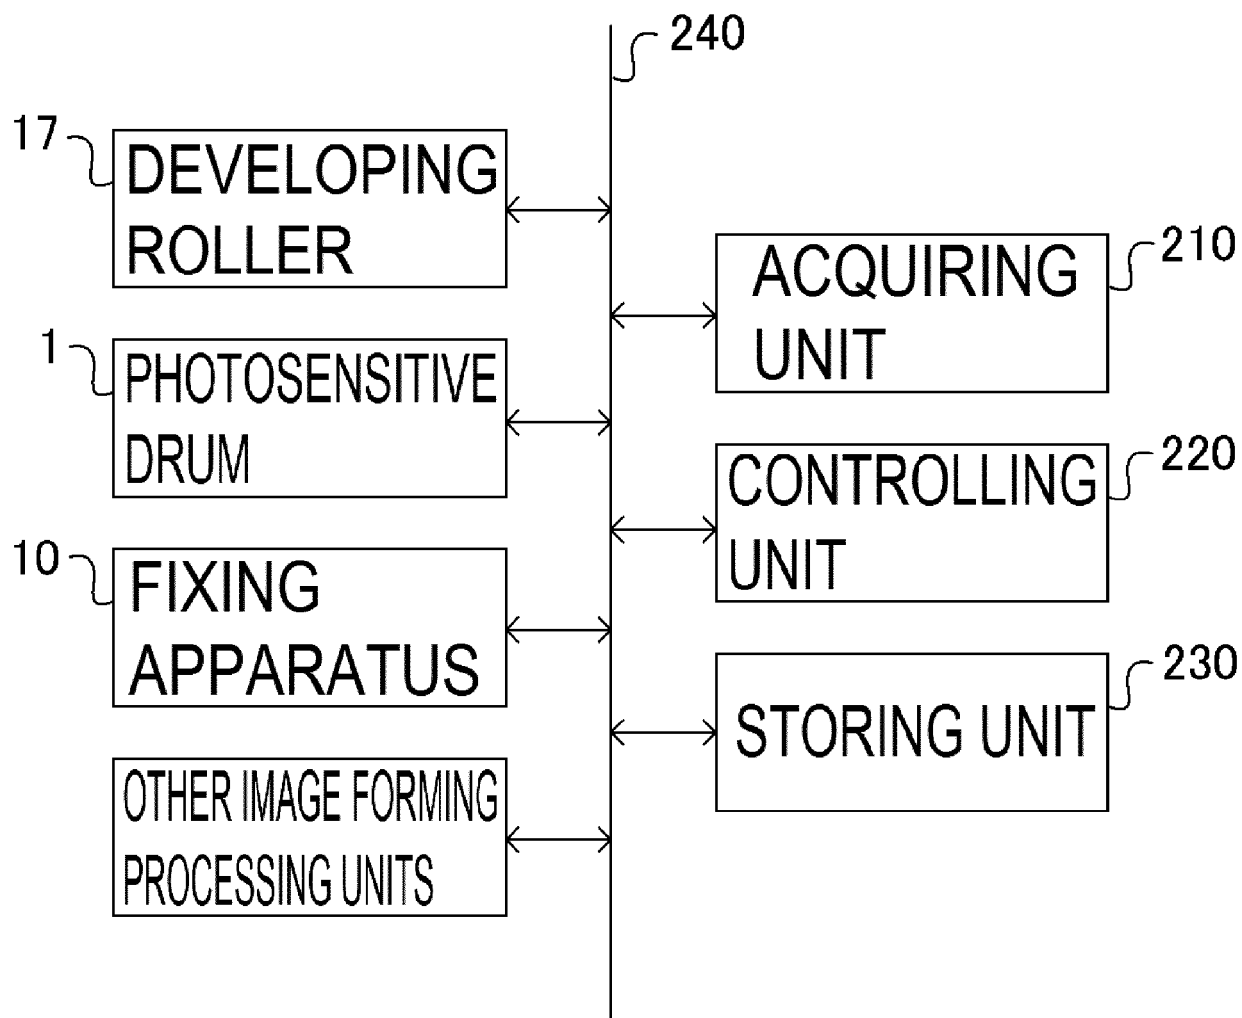 240
17
DEVELOPING
ROLLER
1
PHOTOSENSITIVE
DRUM
10
FIXING
APPARATUS
OTHER IMAGE FORMING
PROCESSING UNITS
210
ACQUIRING
UNIT
220
CONTROLLING
UNIT
230
STORING UNIT